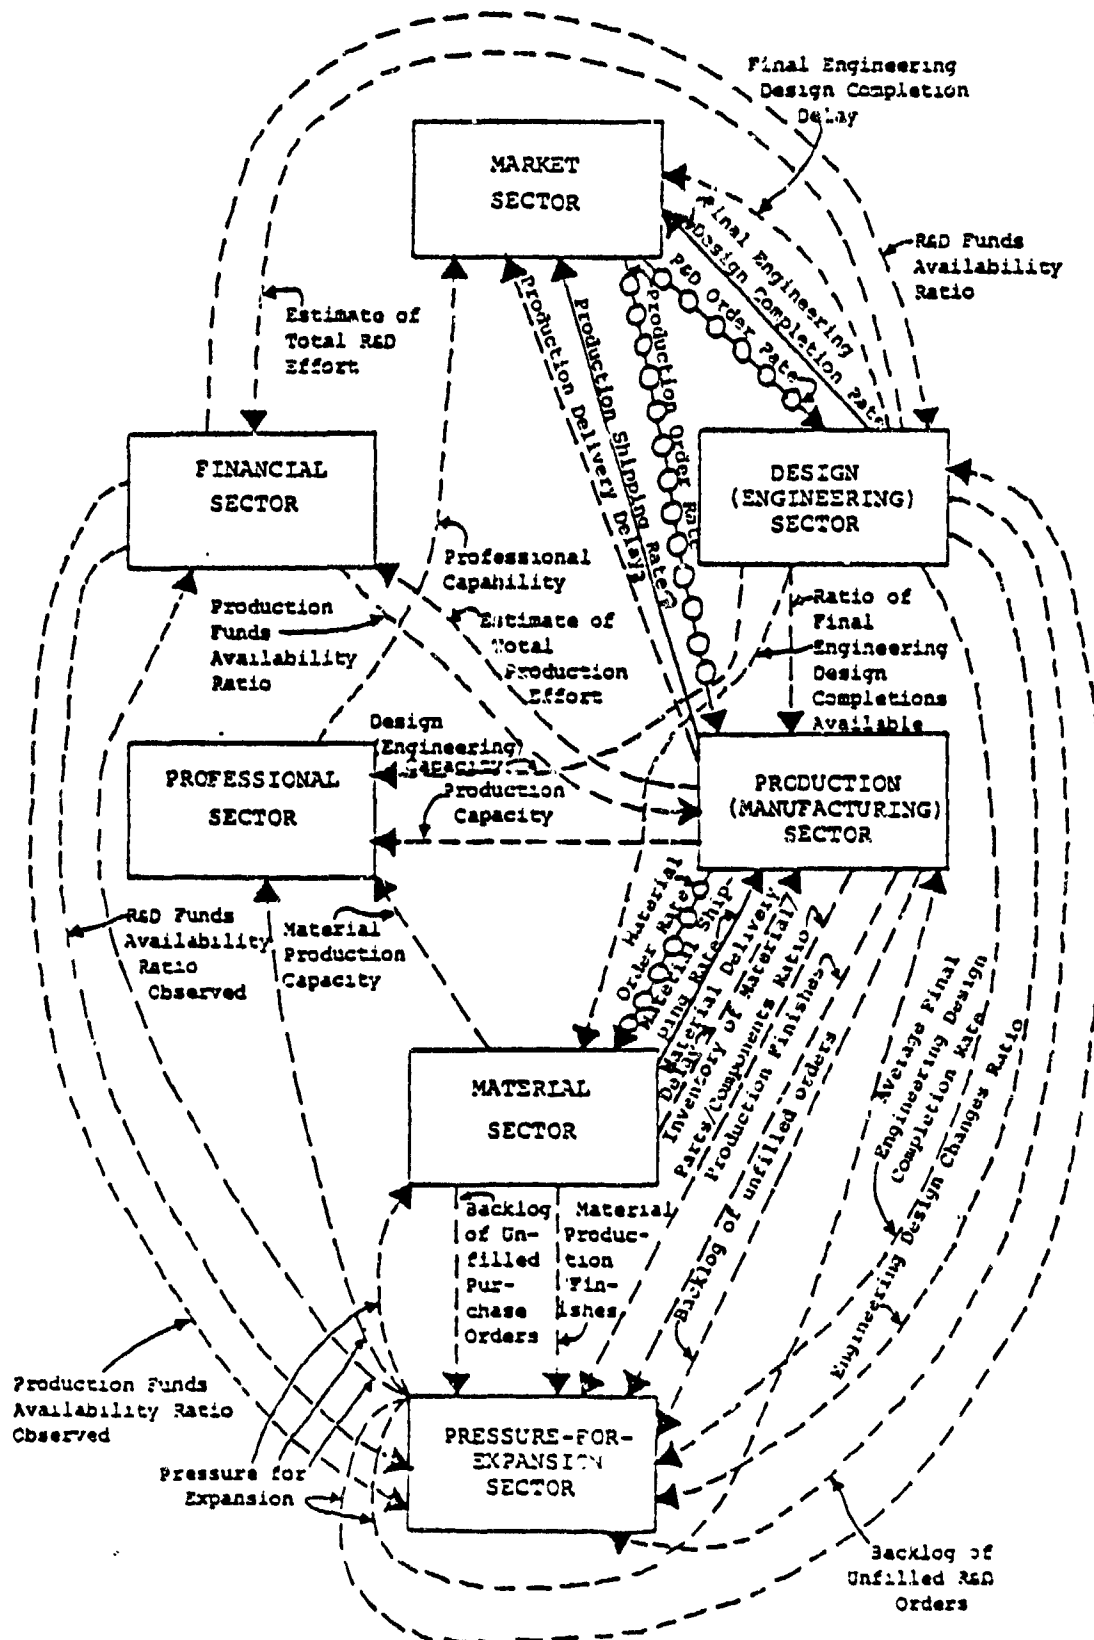 Final Engineering
Design Completion
Delay
MARKET
SECTOR
Final Engineering
Design Completion Rate
R&D Order Rate
R&D Funds
Availability
Ratio
Estimate of
Total R&D
Effort
Production Order Rate
Production Shipping Rate
Production Delivery Delay
FINANCIAL
SECTOR
DESIGN
(ENGINEERING)
SECTOR
Professional
Capability
Production
Funds
Availability
Ratio
Estimate of
Total
Production
Effort
Ratio of
Final
Engineering
Design
Completions
Available
Design
(Engineering)
Capacity
PROFESSIONAL
SECTOR
Production
Capacity
PRODUCTION
(MANUFACTURING)
SECTOR
R&D Funds
Availability
Ratio
Observed
Material
Production
Capacity
Material
Order Rate
Material Ship-
ping Rate
Material Delivery
Delay
Inventory of Material
Parts/Components Ratio
Production Finishes
Backlog of unfilled orders
Average Final
Engineering Design
Completion Rate
Engineering Design Changes Ratio
MATERIAL
SECTOR
Backlog
of Un-
filled
Pur-
chase
Orders
Material
Produc-
tion
Fin-
ishes
Production Funds
Availability Ratio
Observed
PRESSURE-FOR-
EXPANSION
SECTOR
Pressure for
Expansion
Backlog of
Unfilled R&D
Orders